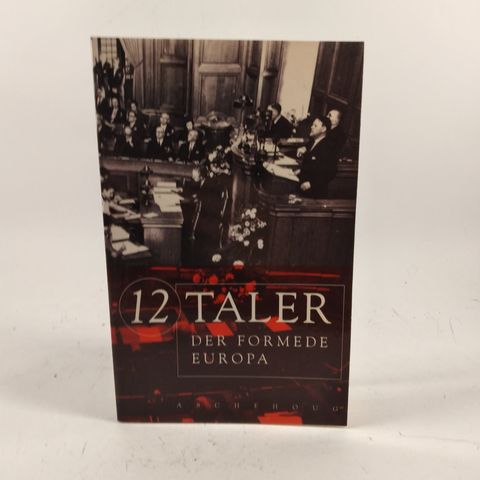 12 TALER
DER FORMEDE
EUROPA
ASCHEHOUG